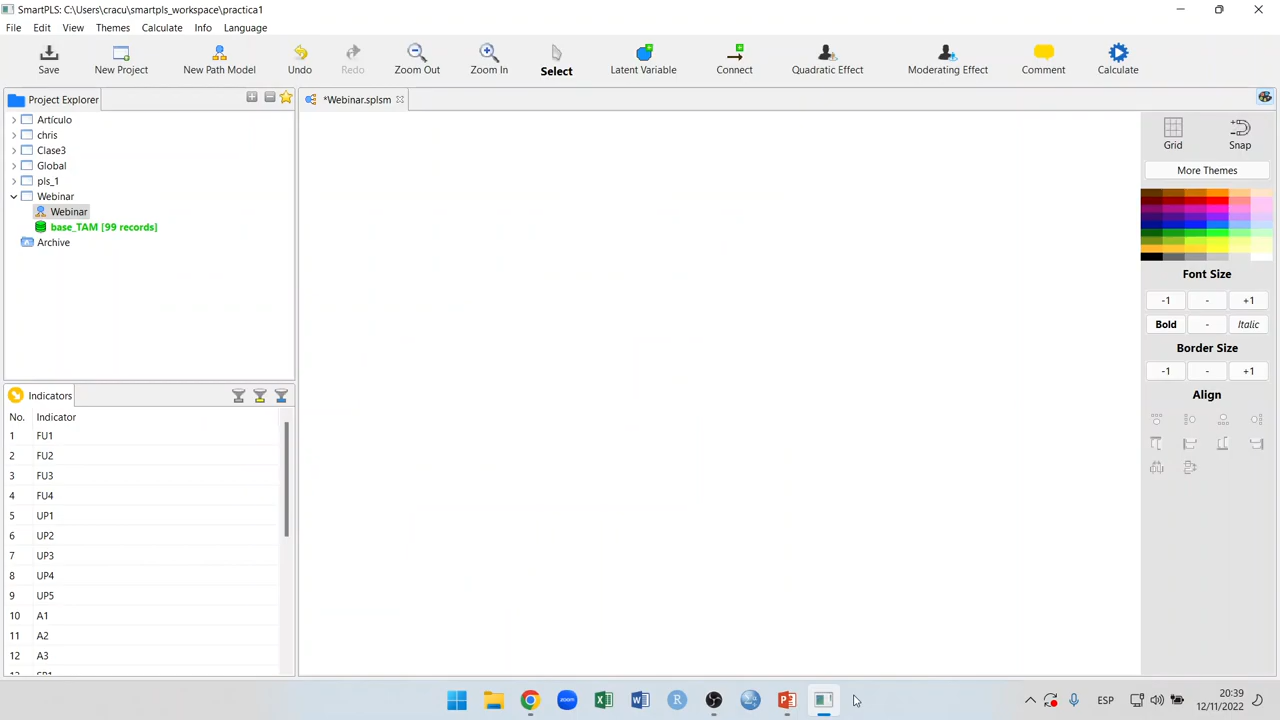 SmartPLS: C:\Users\cracu\smartpls_workspace\practica1
File Edit View Themes Calculate Info Language
Save New Project New Path Model Undo Redo Zoom Out Zoom In Select Latent Variable Connect Quadratic Effect Moderating Effect Comment Calculate
Project Explorer
Artículo
chris
Clase3
Global
pls_1
Webinar
Webinar
base_TAM [99 records]
Archive
Indicators
No. Indicator
1 FU1
2 FU2
3 FU3
4 FU4
5 UP1
6 UP2
7 UP3
8 UP4
9 UP5
10 A1
11 A2
12 A3
*Webinar.splsm
Grid Snap
More Themes
Font Size
-1 - +1
Bold - Italic
Border Size
-1 - +1
Align
ESP
20:39
12/11/2022